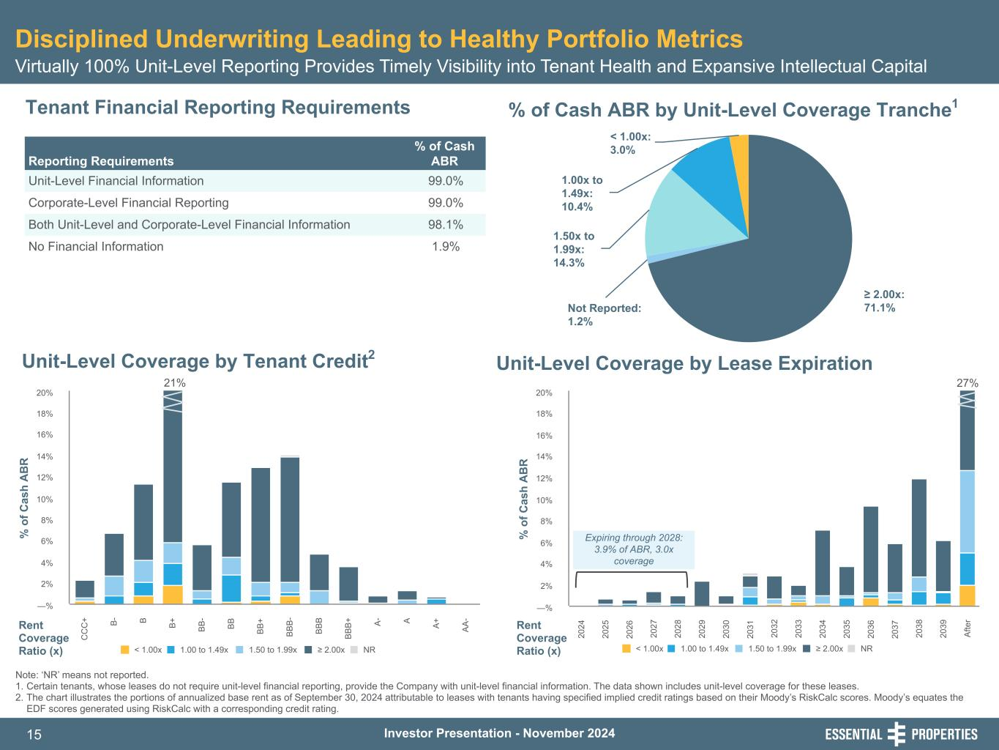 Disciplined Underwriting Leading to Healthy Portfolio Metrics
Virtually 100% Unit-Level Reporting Provides Timely Visibility into Tenant Health and Expansive Intellectual Capital
Tenant Financial Reporting Requirements
Reporting Requirements % of Cash ABR
Unit-Level Financial Information 99.0%
Corporate-Level Financial Reporting 99.0%
Both Unit-Level and Corporate-Level Financial Information 98.1%
No Financial Information 1.9%
% of Cash ABR by Unit-Level Coverage Tranche1
< 1.00x:
3.0%
1.00x to
1.49x:
10.4%
1.50x to
1.99x:
14.3%
Not Reported:
1.2%
≥ 2.00x:
71.1%
Unit-Level Coverage by Tenant Credit2
21%
20%
18%
16%
14%
12%
10%
8%
6%
4%
2%
—%
% of Cash ABR
Rent
Coverage
Ratio (x)
CCC+ B- B B+ BB- BB BB+ BBB- BBB BBB+ A- A A+ AA-
< 1.00x 1.00 to 1.49x 1.50 to 1.99x ≥ 2.00x NR
Unit-Level Coverage by Lease Expiration
27%
20%
18%
16%
14%
12%
10%
8%
6%
4%
2%
—%
% of Cash ABR
Expiring through 2028:
3.9% of ABR, 3.0x
coverage
Rent
Coverage
Ratio (x)
2024 2025 2026 2027 2028 2029 2030 2031 2032 2033 2034 2035 2036 2037 2038 2039 After
< 1.00x 1.00 to 1.49x 1.50 to 1.99x ≥ 2.00x NR
Note: ‘NR’ means not reported.
1. Certain tenants, whose leases do not require unit-level financial reporting, provide the Company with unit-level financial information. The data shown includes unit-level coverage for these leases.
2. The chart illustrates the portions of annualized base rent as of September 30, 2024 attributable to leases with tenants having specified implied credit ratings based on their Moody’s RiskCalc scores. Moody’s equates the
EDF scores generated using RiskCalc with a corresponding credit rating.
15
Investor Presentation - November 2024
ESSENTIAL PROPERTIES